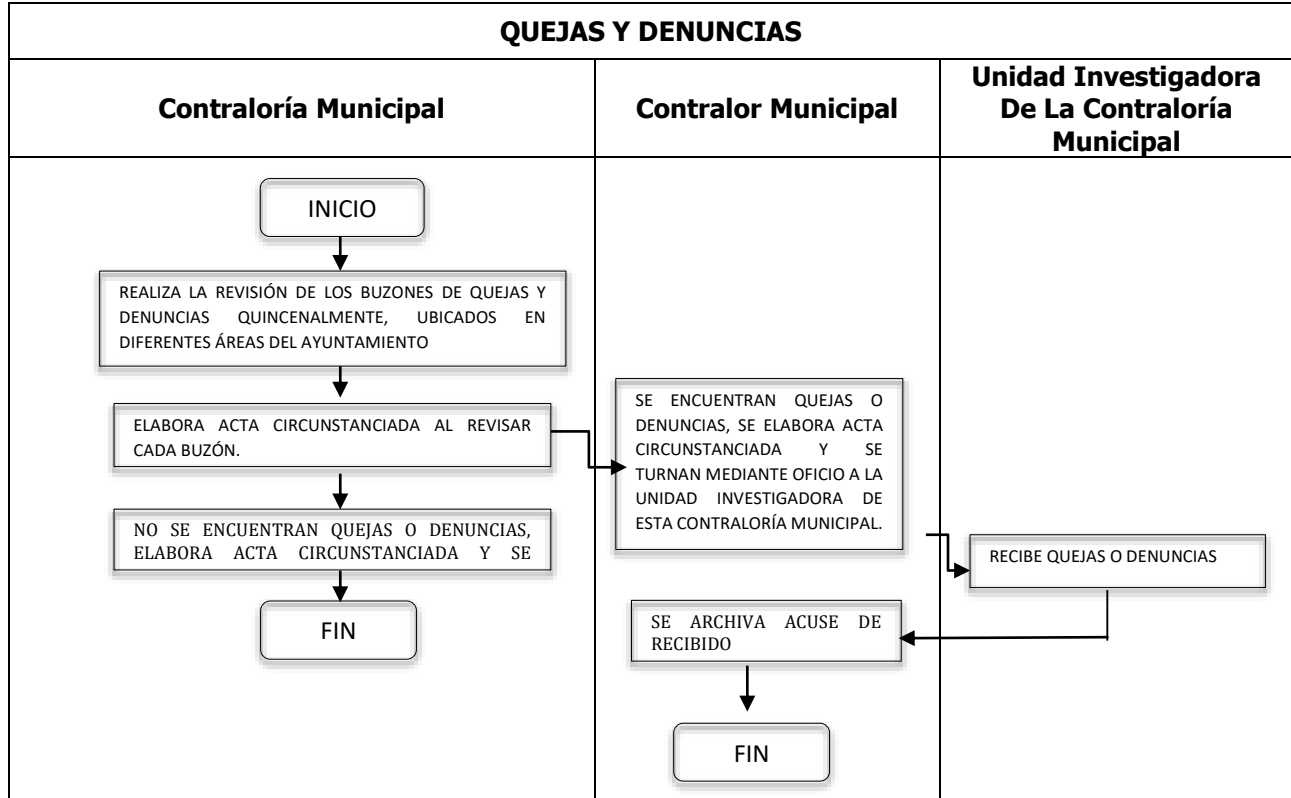 QUEJAS Y DENUNCIAS
Contraloría Municipal
Contralor Municipal
Unidad Investigadora
De La Contraloría
Municipal
INICIO
REALIZA LA REVISIÓN DE LOS BUZONES DE QUEJAS Y
DENUNCIAS QUINCENALMENTE, UBICADOS EN
DIFERENTES ÁREAS DEL AYUNTAMIENTO
ELABORA ACTA CIRCUNSTANCIADA AL REVISAR
CADA BUZÓN.
NO SE ENCUENTRAN QUEJAS O DENUNCIAS,
ELABORA ACTA CIRCUNSTANCIADA Y SE
FIN
SE ENCUENTRAN QUEJAS O
DENUNCIAS, SE ELABORA ACTA
CIRCUNSTANCIADA Y SE
TURNAN MEDIANTE OFICIO A LA
UNIDAD INVESTIGADORA DE
ESTA CONTRALORÍA MUNICIPAL.
RECIBE QUEJAS O DENUNCIAS
SE ARCHIVA ACUSE DE
RECIBIDO
FIN